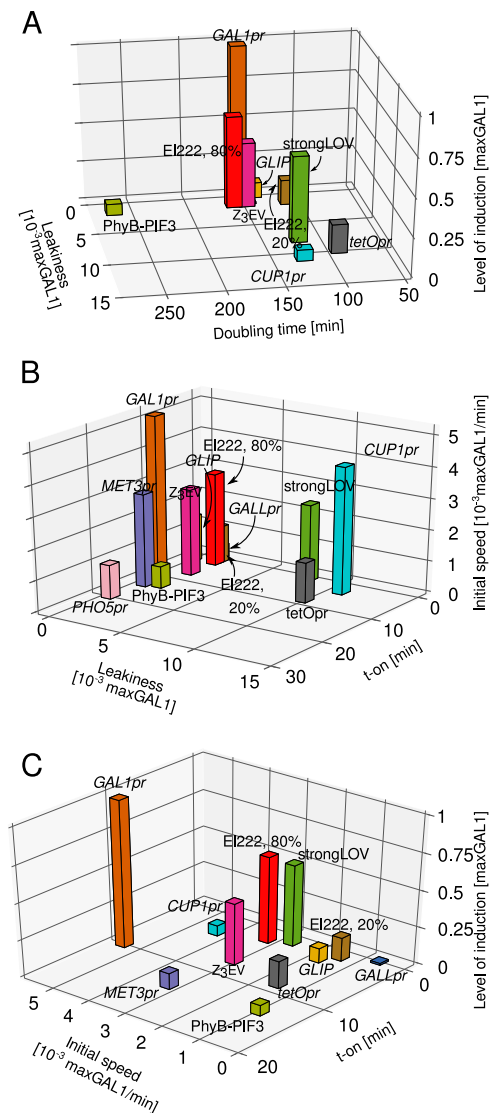 A
GAL1pr
1
0.75
0.5
0.25
0
Level of induction [maxGAL1]
EI222, 80%
strongLOV
GLIP
Z3EV
EI222,
20%
tetOpr
CUP1pr
PhyB-PIF3
0
5
10
15
Leakiness
[10-3maxGAL1]
250
200
150
100
50
Doubling time [min]
B
GAL1pr
EI222, 80%
CUP1pr
GLIP
MET3pr
Z3EV
strongLOV
GALLpr
PHO5pr
PhyB-PIF3
EI222,
20%
tetOpr
5
4
3
2
1
0
Initial speed [10-3maxGAL1/min]
0
5
10
15
Leakiness
[10-3 maxGAL1]
30
20
10
0
t-on [min]
C
GAL1pr
EI222, 80%
strongLOV
CUP1pr
EI222, 20%
Z3EV
GLIP
GALLpr
MET3pr
tetOpr
PhyB-PIF3
1
0.75
0.5
0.25
0
Level of induction [maxGAL1]
5
4
3
2
1
0
Initial speed
[10-3 maxGAL1/min]
20
10
0
t-on [min]